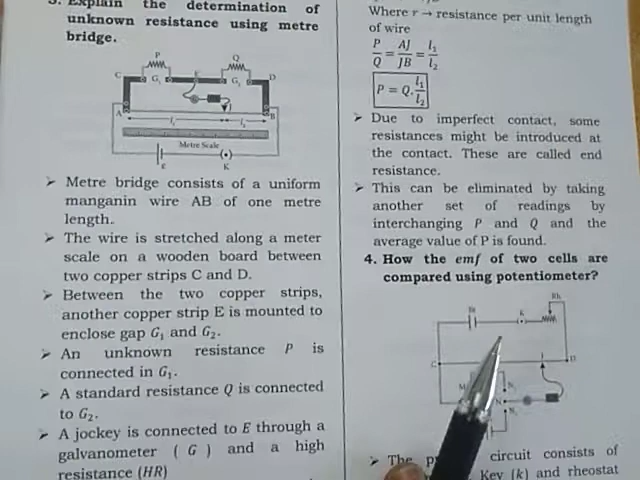 3. Explain the determination of
unknown resistance using metre
bridge.
P
Q
C
G₁
E
G₂
D
J
A
B
l₁
l₂
Metre Scale
ε
K
➤ Metre bridge consists of a uniform
manganin wire AB of one metre
length.
➤ The wire is stretched along a meter
scale on a wooden board between
two copper strips C and D.
➤ Between the two copper strips,
another copper strip E is mounted to
enclose gap G₁ and G₂.
➤ An unknown resistance P is
connected in G₁.
➤ A standard resistance Q is connected
to G₂.
➤ A jockey is connected to E through a
galvanometer ( G ) and a high
resistance (HR)
Where r → resistance per unit length
of wire
P/Q = AJ/JB = l₁/l₂
P = Q. l₁/l₂
➤ Due to imperfect contact, some
resistances might be introduced at
the contact. These are called end
resistance.
➤ This can be eliminated by taking
another set of readings by
interchanging P and Q and the
average value of P is found.
4. How the emf of two cells are
compared using potentiometer?
Bt
K
Rh
C
D
J
M
N
➤ The circuit consists of
Key (k) and rheostat